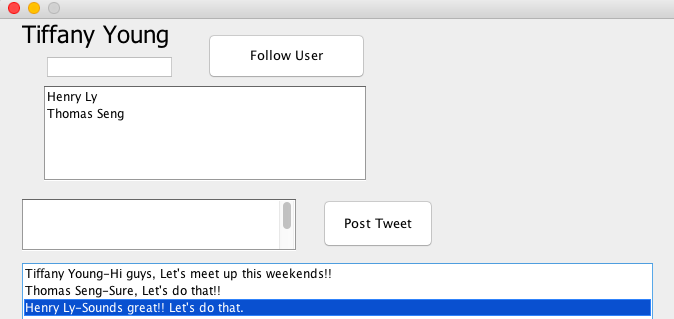 Tiffany Young
Follow User
Henry Ly
Thomas Seng
Post Tweet
Tiffany Young-Hi guys, Let's meet up this weekends!!
Thomas Seng-Sure, Let's do that!!
Henry Ly-Sounds great!! Let's do that.